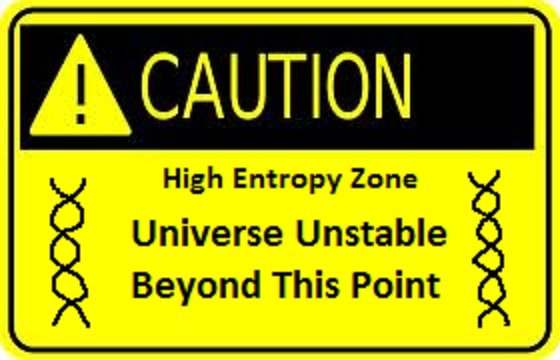 CAUTION
High Entropy Zone
Universe Unstable
Beyond This Point